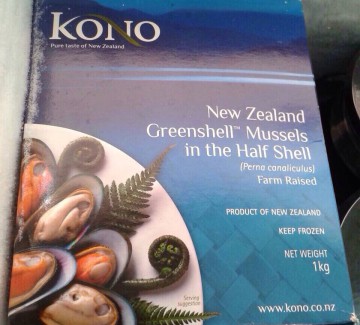 KONO
Pure taste of New Zealand
New Zealand
Greenshell™ Mussels
in the Half Shell
(Perna canaliculus)
Farm Raised
PRODUCT OF NEW ZEALAND
KEEP FROZEN
NET WEIGHT
1kg
Serving
suggestion
www.kono.co.nz